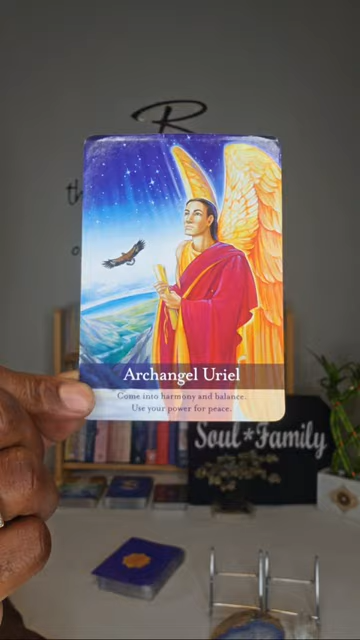 R
Archangel Uriel
Come into harmony and balance.
Use your power for peace.
Soul*Family